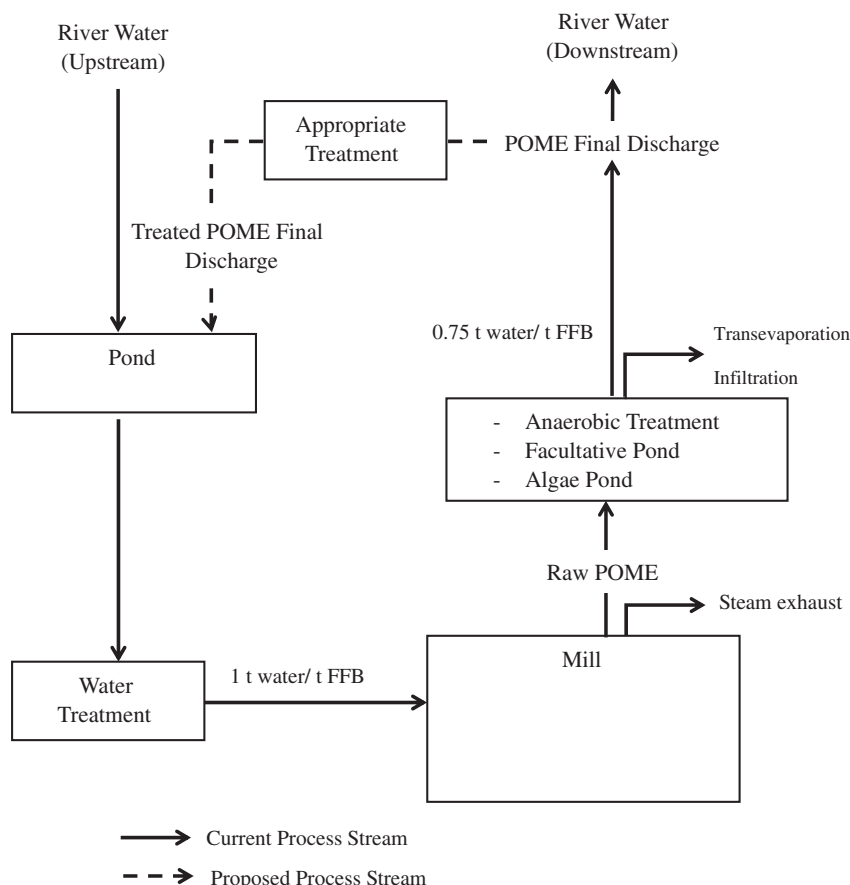 River Water
(Upstream)
River Water
(Downstream)
Appropriate
Treatment
POME Final Discharge
Treated POME Final
Discharge
Pond
0.75 t water/ t FFB
Transevaporation
Infiltration
- Anaerobic Treatment
- Facultative Pond
- Algae Pond
Raw POME
Steam exhaust
Mill
Water
Treatment
1 t water/ t FFB
Current Process Stream
Proposed Process Stream